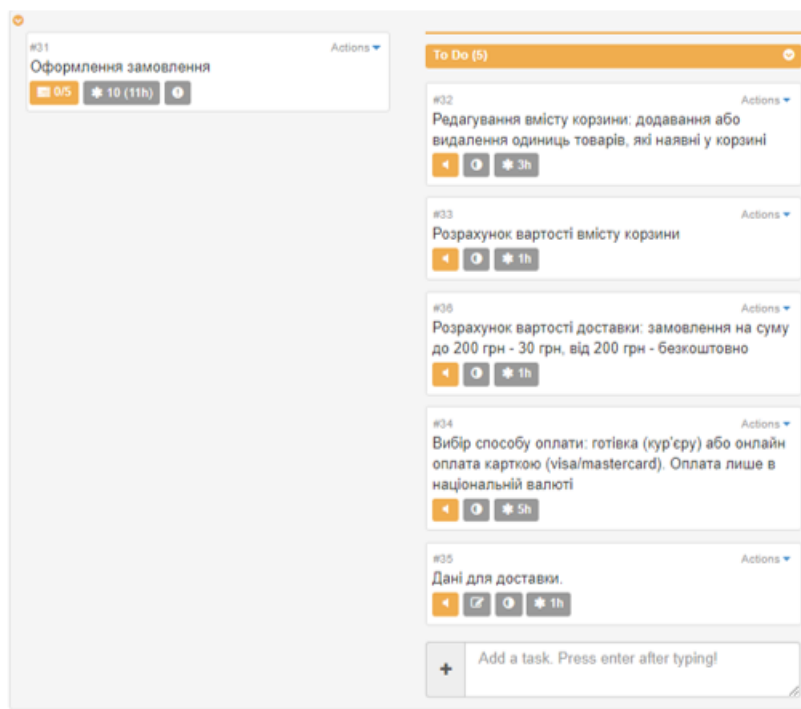 #31 Actions
Оформлення замовлення
0/5 10 (11h)
To Do (5)
#32 Actions
Редагування вмісту корзини: додавання або
видалення одиниць товарів, які наявні у корзині
3h
#33 Actions
Розрахунок вартості вмісту корзини
1h
#36 Actions
Розрахунок вартості доставки: замовлення на суму
до 200 грн - 30 грн, від 200 грн - безкоштовно
1h
#34 Actions
Вибір способу оплати: готівка (кур'єру) або онлайн
оплата карткою (visa/mastercard). Оплата лише в
національній валюті
5h
#35 Actions
Дані для доставки.
1h
Add a task. Press enter after typing!